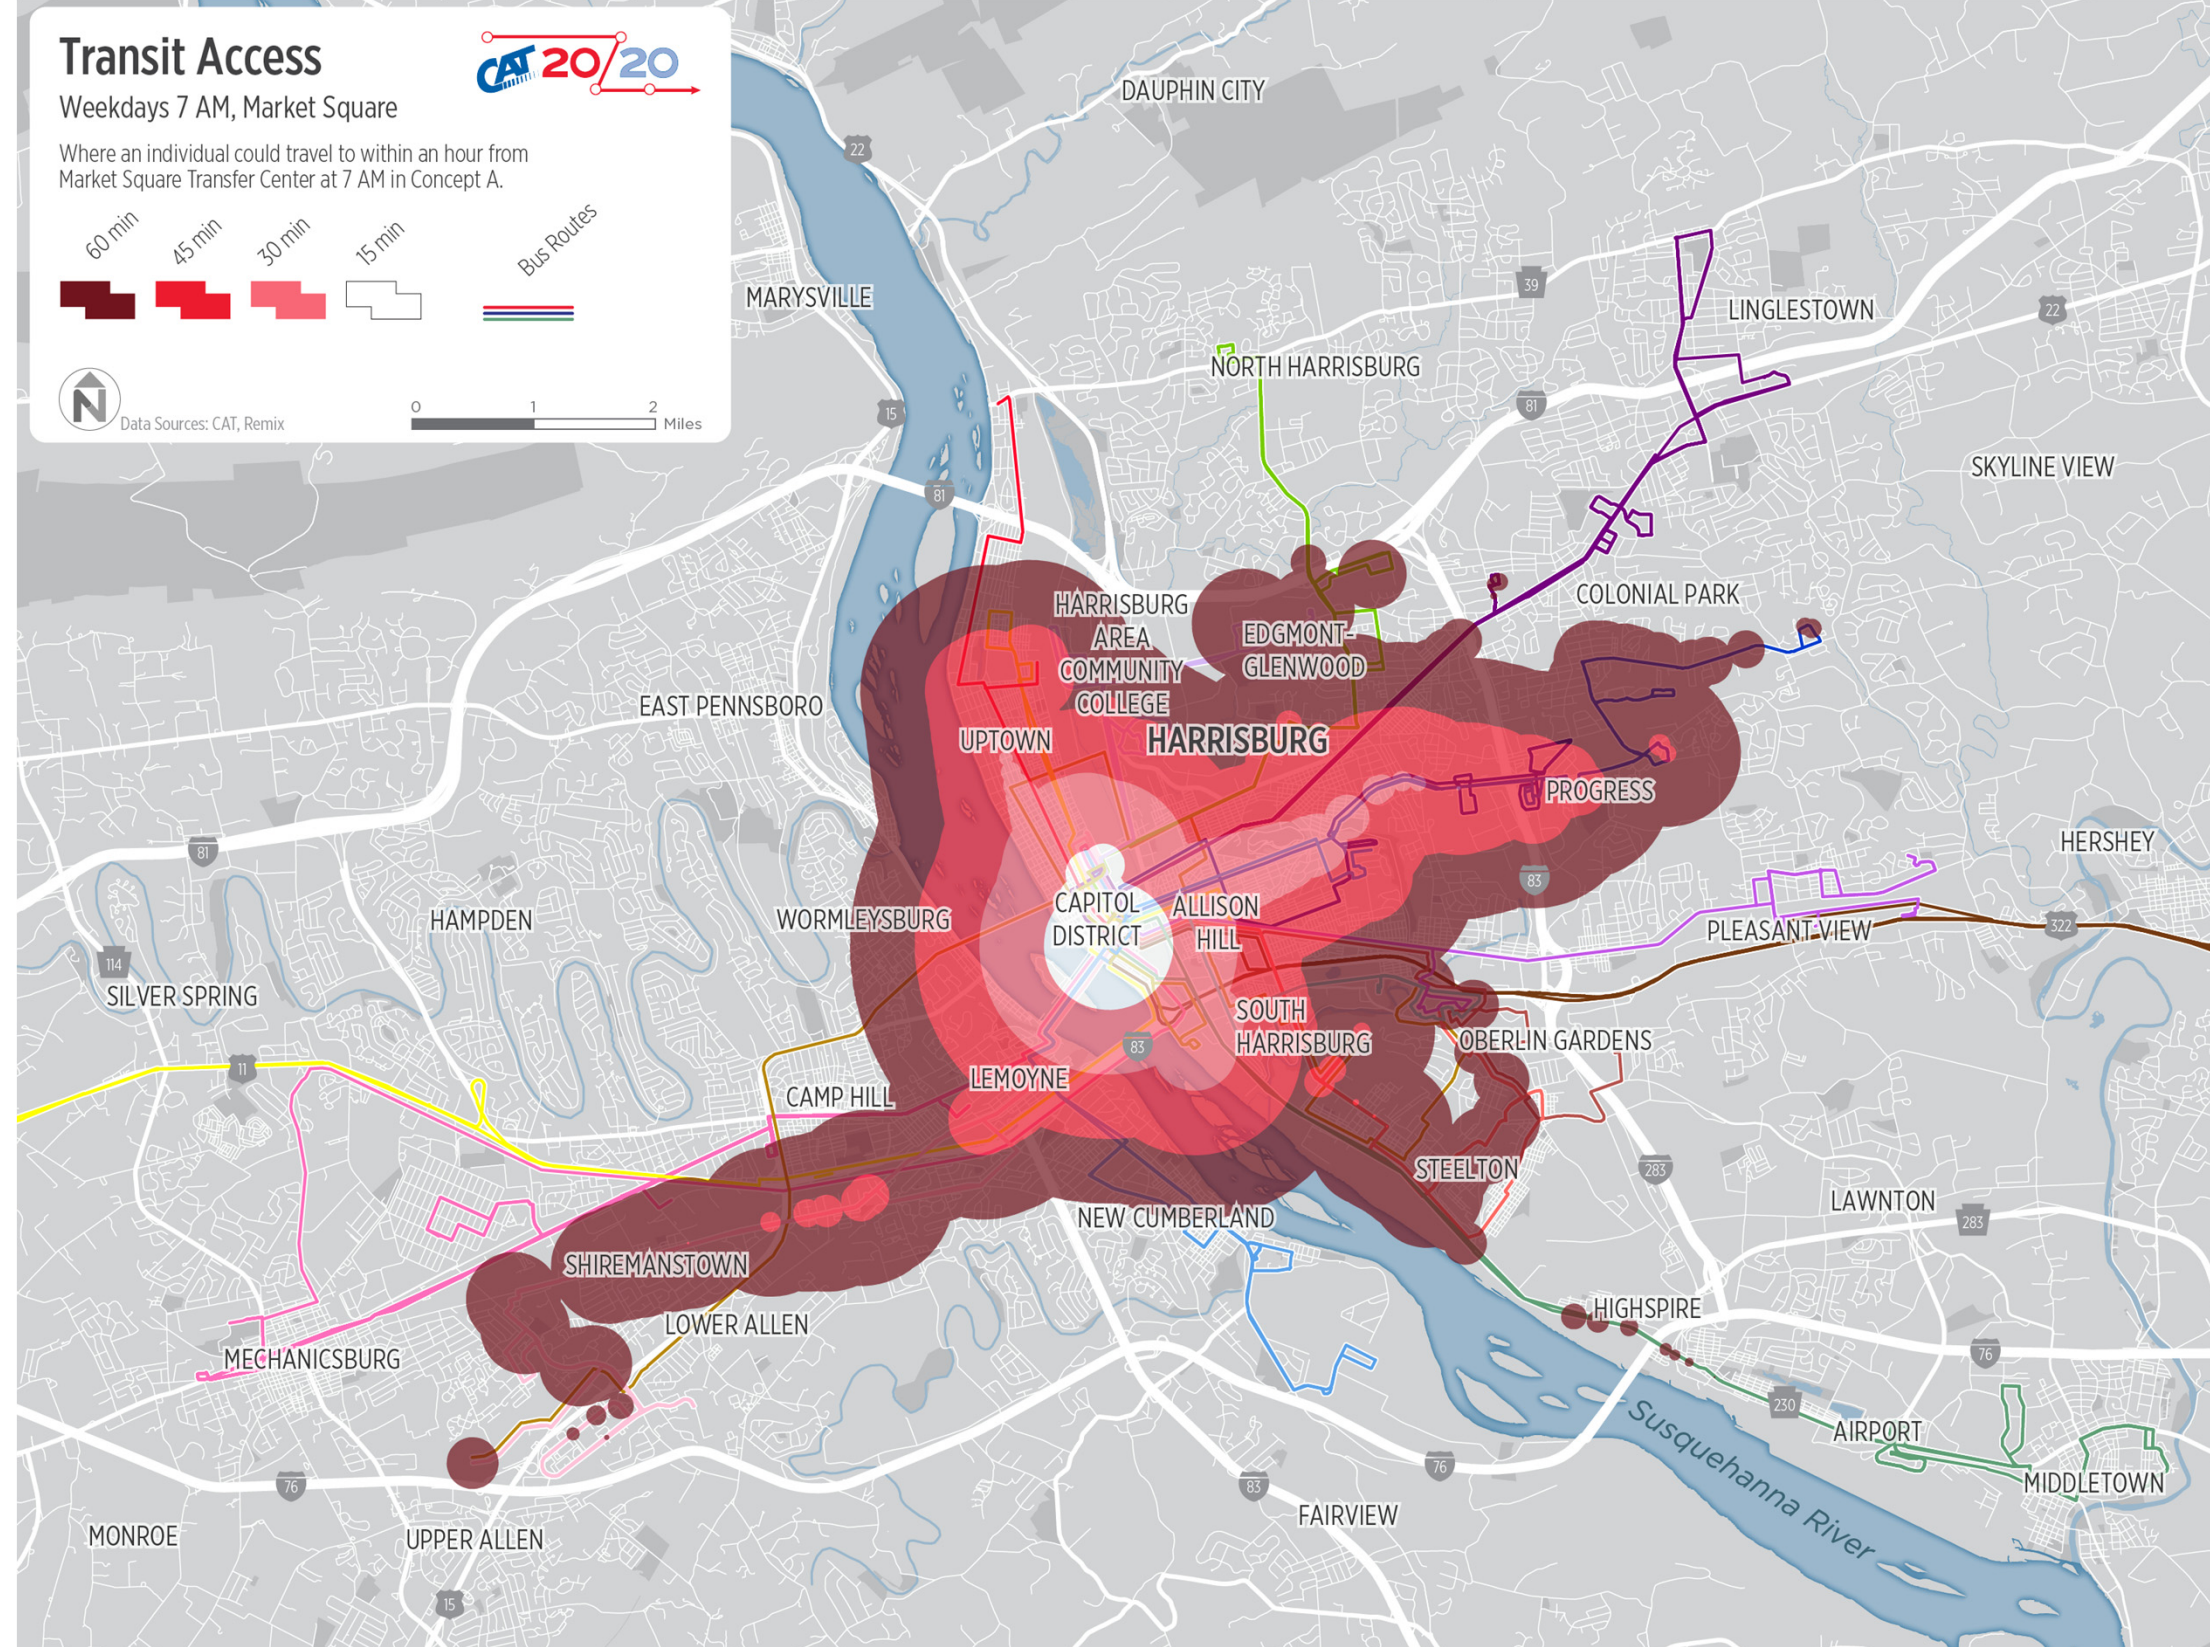 Transit Access
CAT 20/20
Weekdays 7 AM, Market Square
Where an individual could travel to within an hour from
Market Square Transfer Center at 7 AM in Concept A.
60 min
45 min
30 min
15 min
Bus Routes
N
Data Sources: CAT, Remix
0 1 2 Miles
DAUPHIN CITY
22
MARYSVILLE
39
LINGLESTOWN
22
NORTH HARRISBURG
15
81
81
SKYLINE VIEW
HARRISBURG
AREA
COMMUNITY
COLLEGE
COLONIAL PARK
EDGMONT-
GLENWOOD
EAST PENNSBORO
UPTOWN
HARRISBURG
PROGRESS
81
HERSHEY
83
HAMPDEN
WORMLEYSBURG
CAPITOL
DISTRICT
ALLISON
HILL
PLEASANT VIEW
322
114
SILVER SPRING
SOUTH
HARRISBURG
83
OBERLIN GARDENS
11
LEMOYNE
CAMP HILL
STEELTON
283
LAWNTON
283
NEW CUMBERLAND
SHIREMANSTOWN
HIGHSPIRE
LOWER ALLEN
MECHANICSBURG
76
230
Susquehanna River
AIRPORT
76
76
83
MIDDLETOWN
FAIRVIEW
MONROE
UPPER ALLEN
15